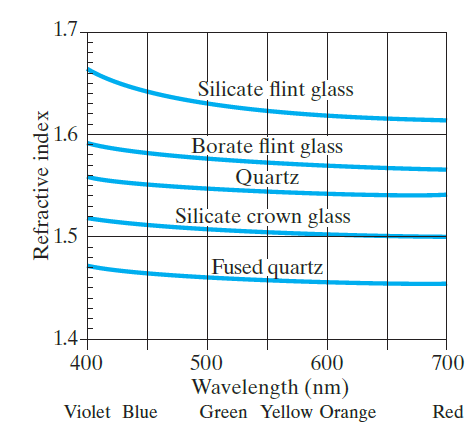 1.7
Silicate flint glass
1.6
Borate flint glass
Quartz
Silicate crown glass
1.5
Fused quartz
1.4
Refractive index
400 500 600 700
Wavelength (nm)
Violet Blue Green Yellow Orange Red